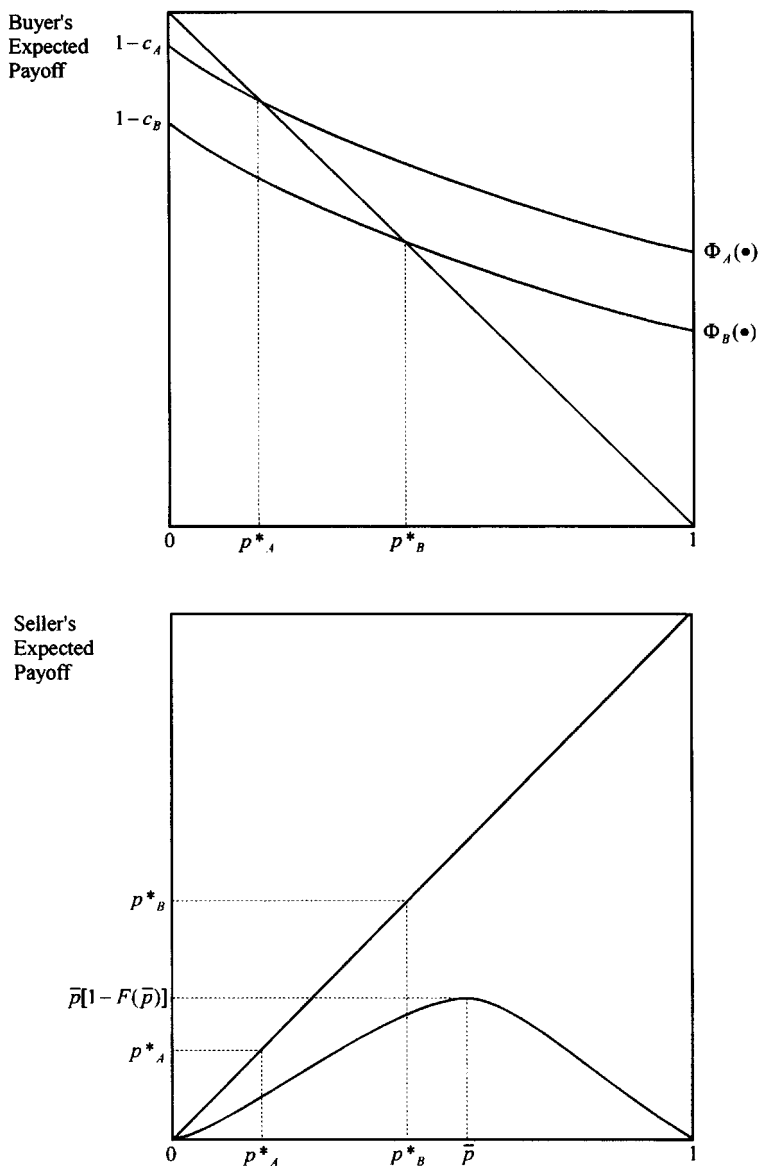 Buyer's
Expected
Payoff
1−c_A
1−c_B
Φ_A(•)
Φ_B(•)
0
p*_A
p*_B
1
Seller's
Expected
Payoff
p*_B
p̄[1−F(p̄)]
p*_A
0
p*_A
p*_B
p̄
1